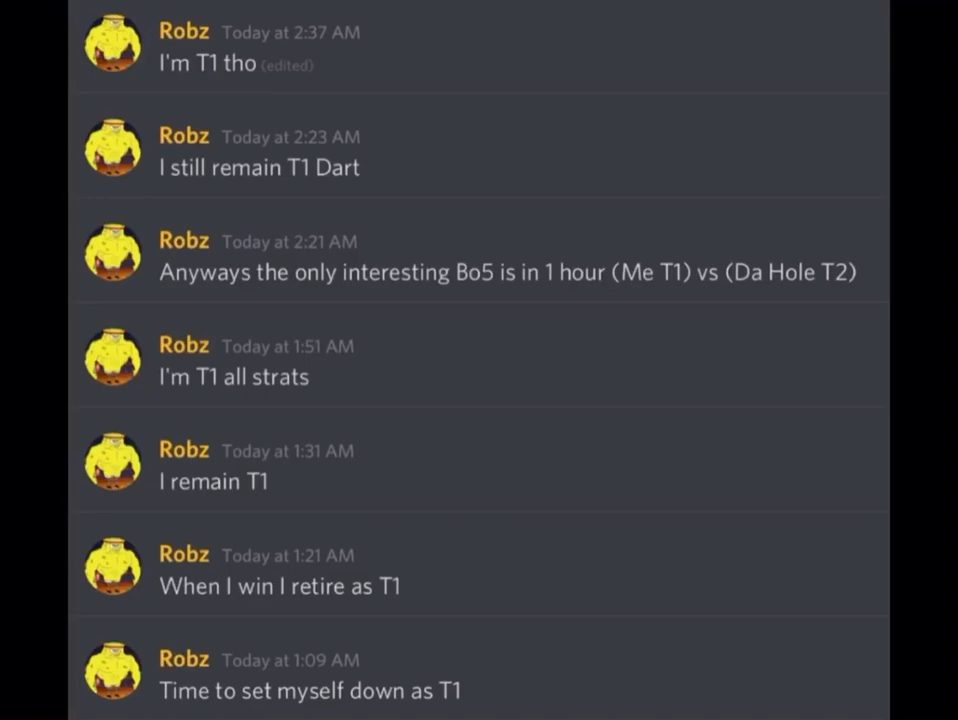 Robz Today at 2:37 AM
I'm T1 tho (edited)
Robz Today at 2:23 AM
I still remain T1 Dart
Robz Today at 2:21 AM
Anyways the only interesting Bo5 is in 1 hour (Me T1) vs (Da Hole T2)
Robz Today at 1:51 AM
I'm T1 all strats
Robz Today at 1:31 AM
I remain T1
Robz Today at 1:21 AM
When I win I retire as T1
Robz Today at 1:09 AM
Time to set myself down as T1